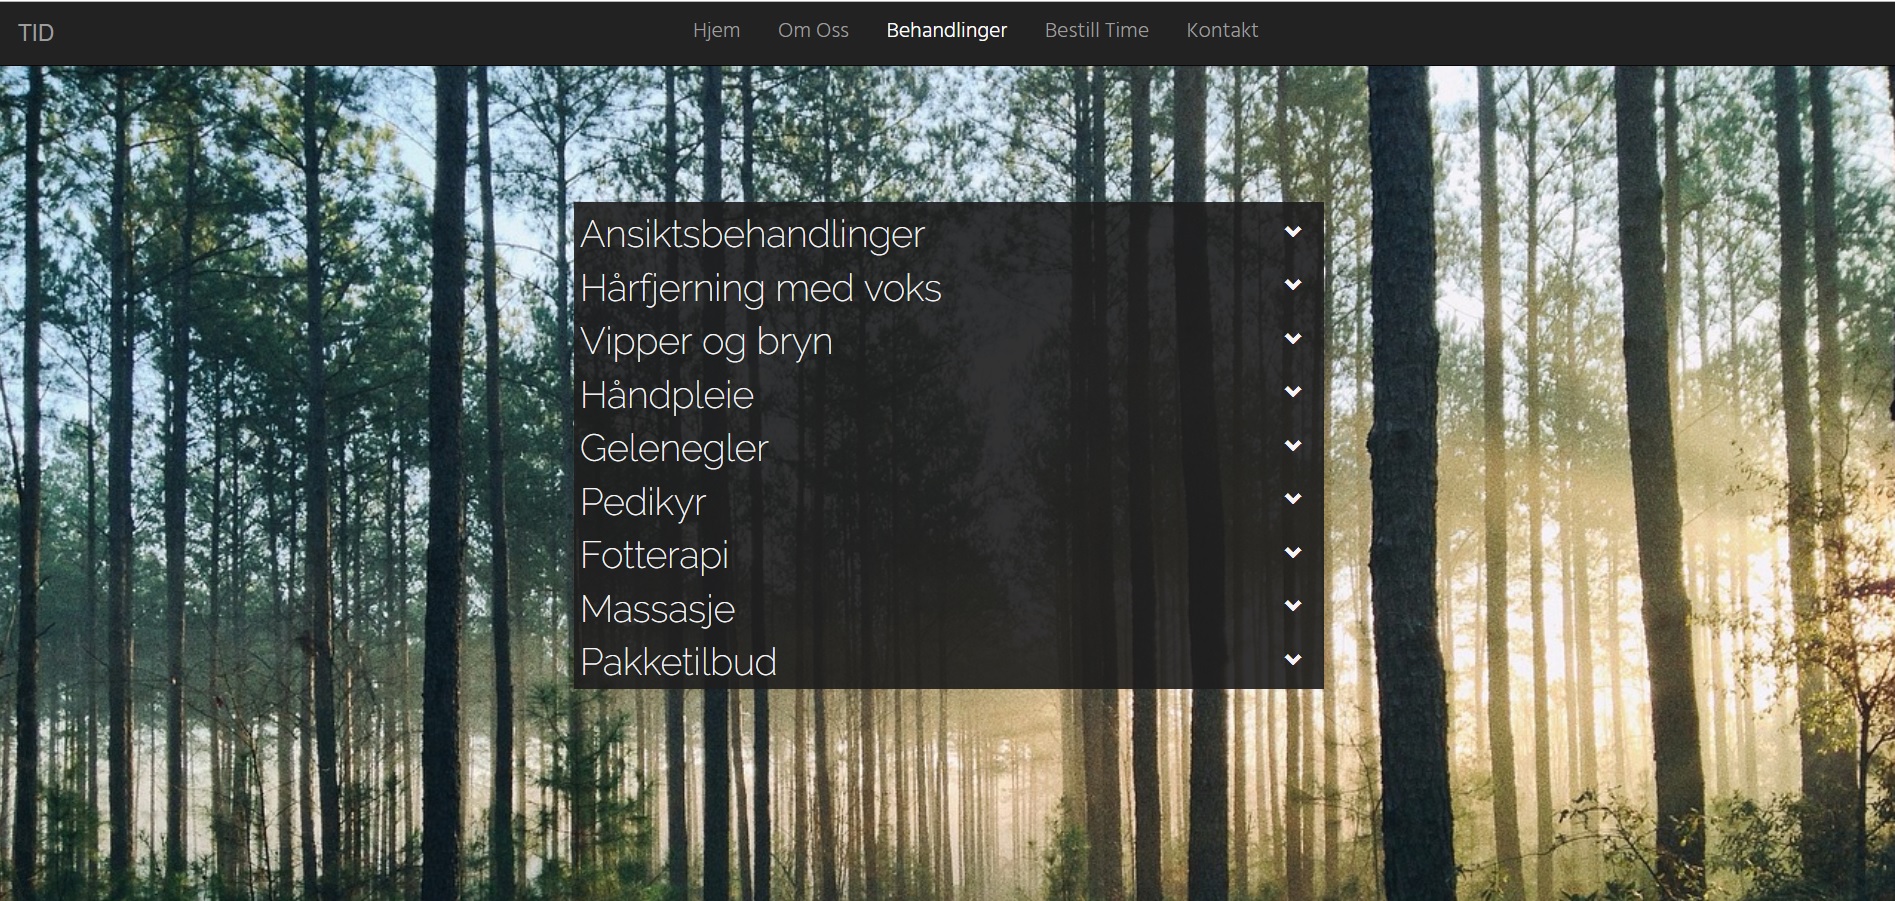 TID
Hjem Om Oss Behandlinger Bestill Time Kontakt
Ansiktsbehandlinger
Hårfjerning med voks
Vipper og bryn
Håndpleie
Gelenegler
Pedikyr
Fotterapi
Massasje
Pakketilbud